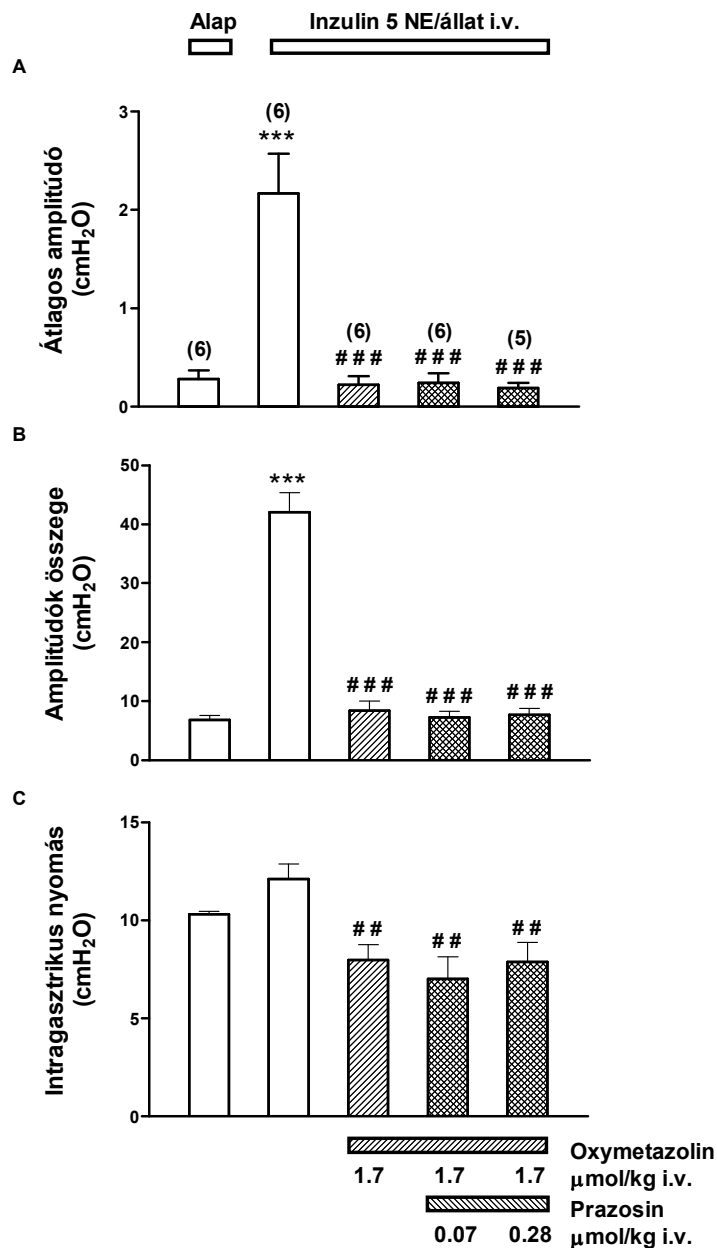 Alap Inzulin 5 NE/állat i.v.
A
Átlagos amplitúdó
(cmH₂O)
3
2
1
0
(6)
(6)
***
(6)
# # #
(6)
# # #
(5)
# # #
B
Amplitúdók összege
(cmH₂O)
50
40
30
20
10
0
***
# # #
# # #
# # #
C
Intragasztrikus nyomás
(cmH₂O)
15
10
5
0
# #
# #
# #
Oxymetazolin
1.7 1.7 1.7 μmol/kg i.v.
Prazosin
0.07 0.28 μmol/kg i.v.